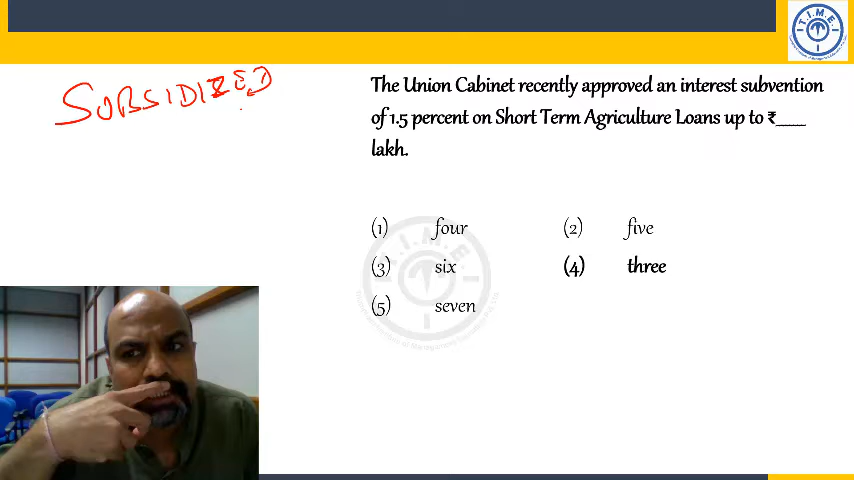 T.I.M.E.
SUBSIDIZED
The Union Cabinet recently approved an interest subvention
of 1.5 percent on Short Term Agriculture Loans up to ₹____
lakh.
(1) four (2) five
(3) six (4) three
(5) seven
T.I.M.E.